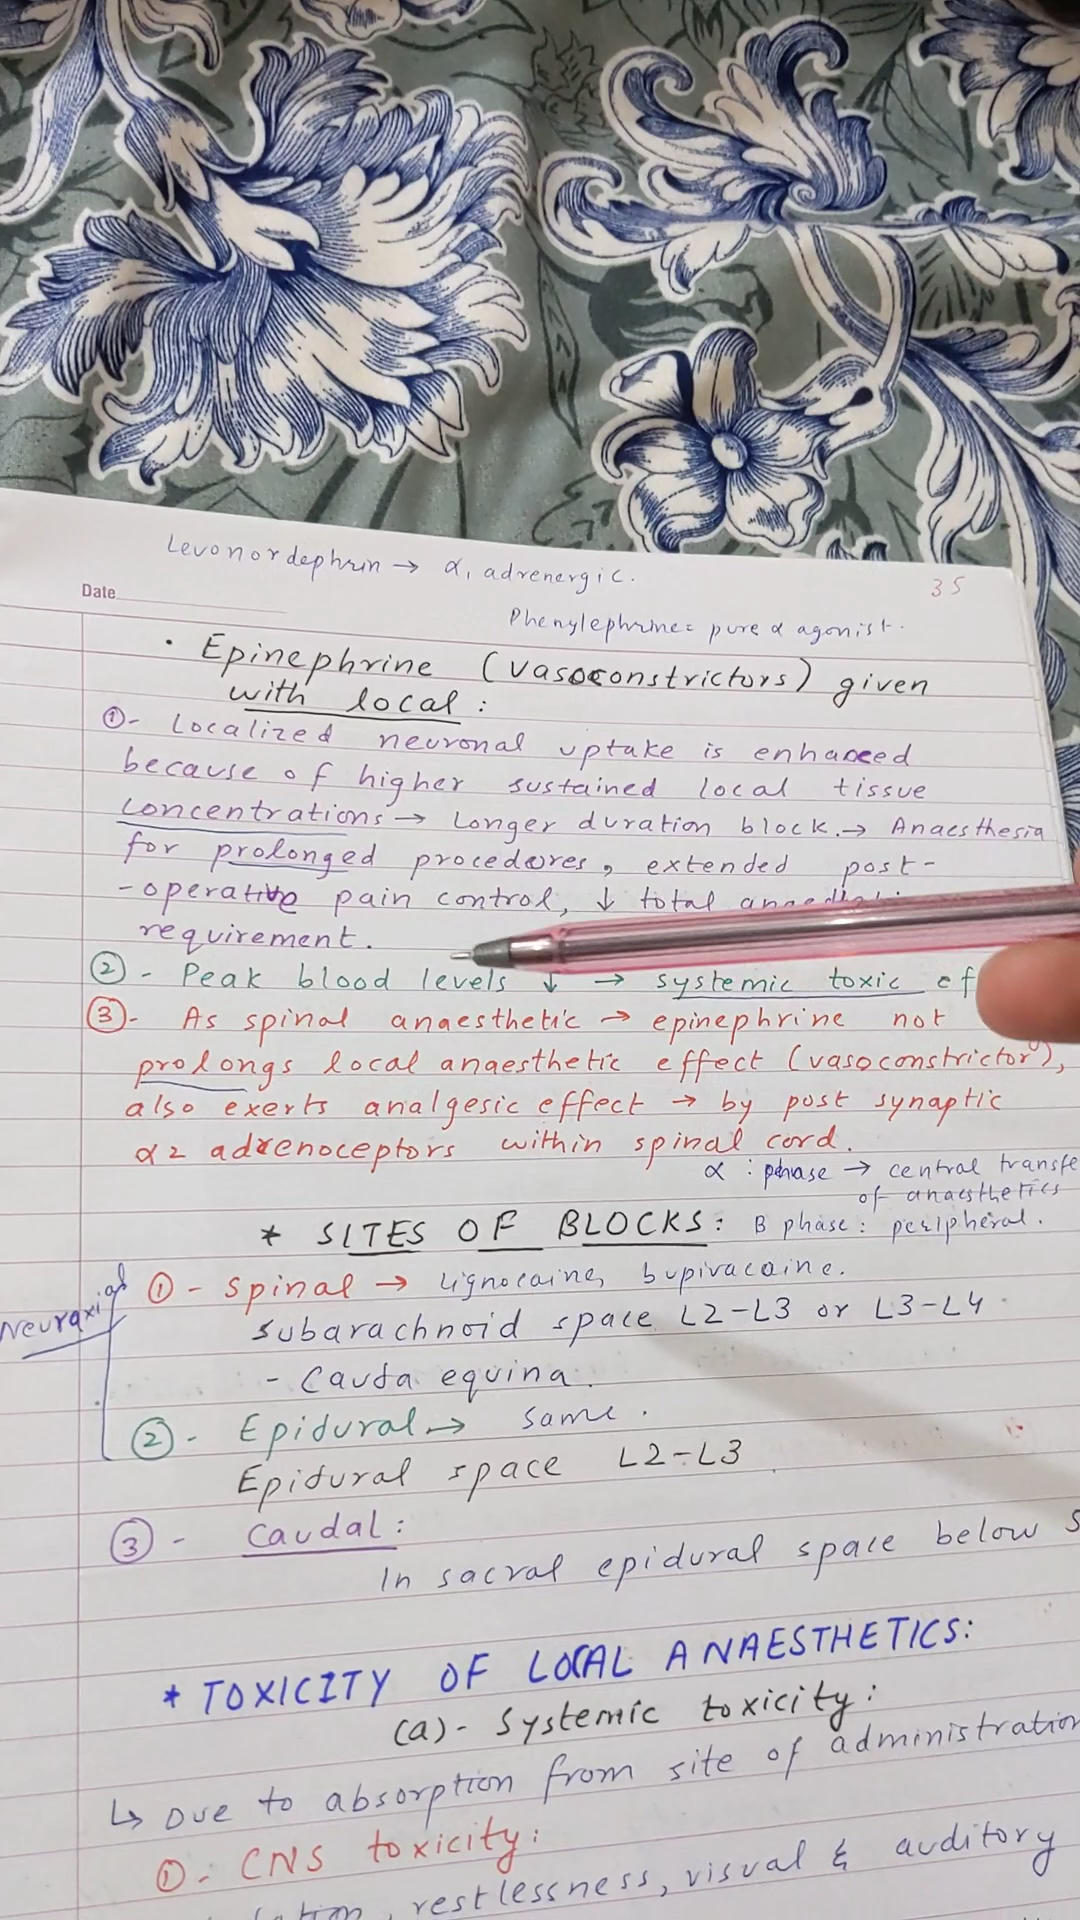 Levonordephrin → α, adrenergic.
35
Date
Phenylephrine = pure α agonist.
• Epinephrine (vasoconstrictors) given
with local :
①- Localized neuronal uptake is enhanced
because of higher sustained local tissue
concentrations → Longer duration block. → Anaesthesia
for prolonged procedures, extended post-
-operative pain control, ↓ total
requirement.
②- Peak blood levels ↓ → systemic toxic ef
③- As spinal anaesthetic → epinephrine not
prolongs local anaesthetic effect (vasoconstrictor),
also exerts analgesic effect → by post synaptic
α2 adrenoceptors within spinal cord.
α : phase → central transfe
of anaesthetics
* SITES OF BLOCKS: B phase: peripheral.
Neuraxial
①- Spinal → Lignocaine, bupivacaine.
subarachnoid space L2-L3 or L3-L4
- Cauda equina.
②- Epidural → same.
Epidural space L2-L3
③- Caudal:
In sacral epidural space below S
* TOXICITY OF LOCAL ANAESTHETICS:
(a)- Systemic toxicity:
↳ Due to absorption from site of administration
①- CNS toxicity:
, restlessness, visual & auditory